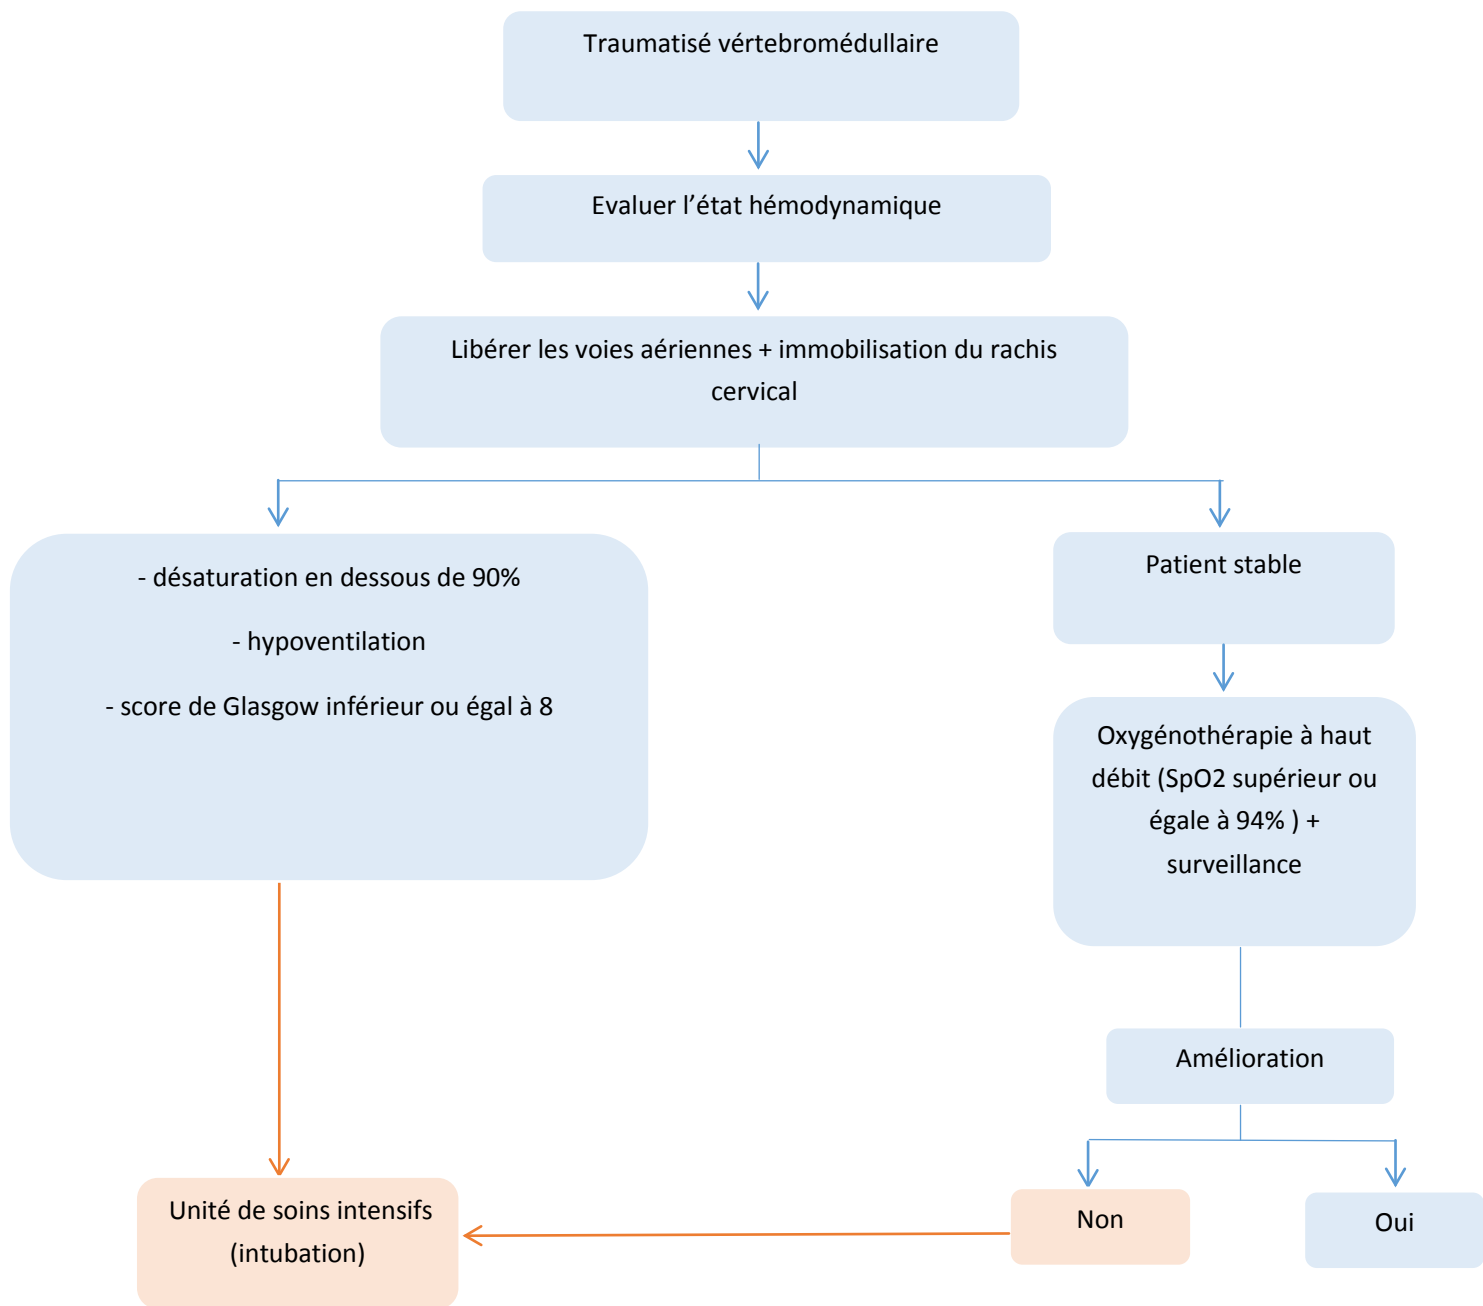 Traumatisé vértebromédullaire
Evaluer l’état hémodynamique
Libérer les voies aériennes + immobilisation du rachis
cervical
- désaturation en dessous de 90%
- hypoventilation
- score de Glasgow inférieur ou égal à 8
Patient stable
Oxygénothérapie à haut
débit (SpO2 supérieur ou
égale à 94% ) +
surveillance
Amélioration
Unité de soins intensifs
(intubation)
Non
Oui